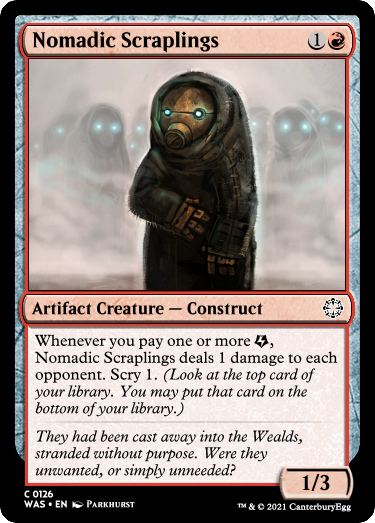 Nomadic Scraplings 1
Artifact Creature — Construct
Whenever you pay one or more ,
Nomadic Scraplings deals 1 damage to each
opponent. Scry 1. (Look at the top card of
your library. You may put that card on the
bottom of your library.)
They had been cast away into the Wealds,
stranded without purpose. Were they
unwanted, or simply unneeded?
1/3
C 0126
WAS • EN PARKHURST
™ & © 2021 CanterburyEgg